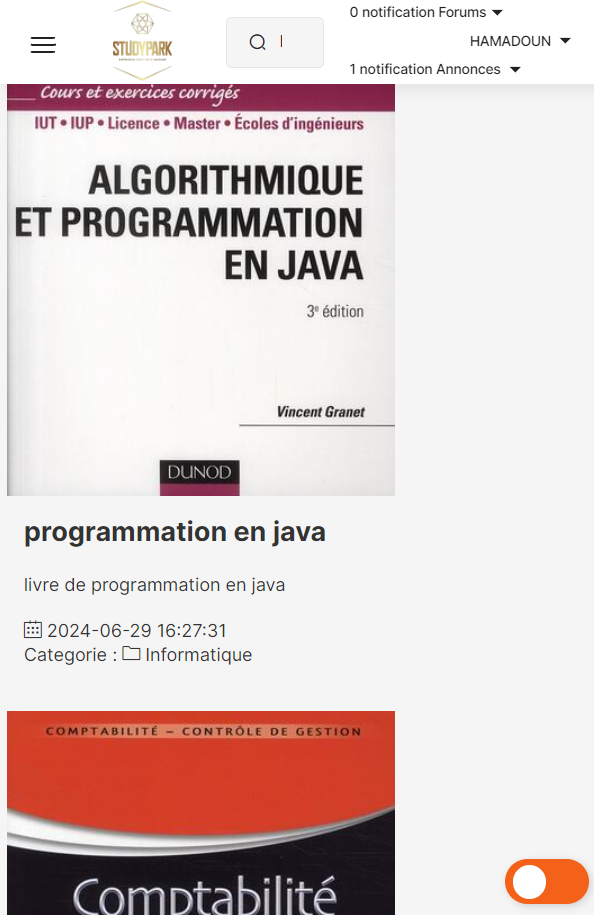 0 notification Forums
STUDYPARK
HAMADOUN
1 notification Annonces
Cours et exercices corrigés
IUT • IUP • Licence • Master • Écoles d'ingénieurs
ALGORITHMIQUE
ET PROGRAMMATION
EN JAVA
3e édition
Vincent Granet
DUNOD
programmation en java
livre de programmation en java
2024-06-29 16:27:31
Categorie : Informatique
COMPTABILITÉ – CONTRÔLE DE GESTION
Comptabilité